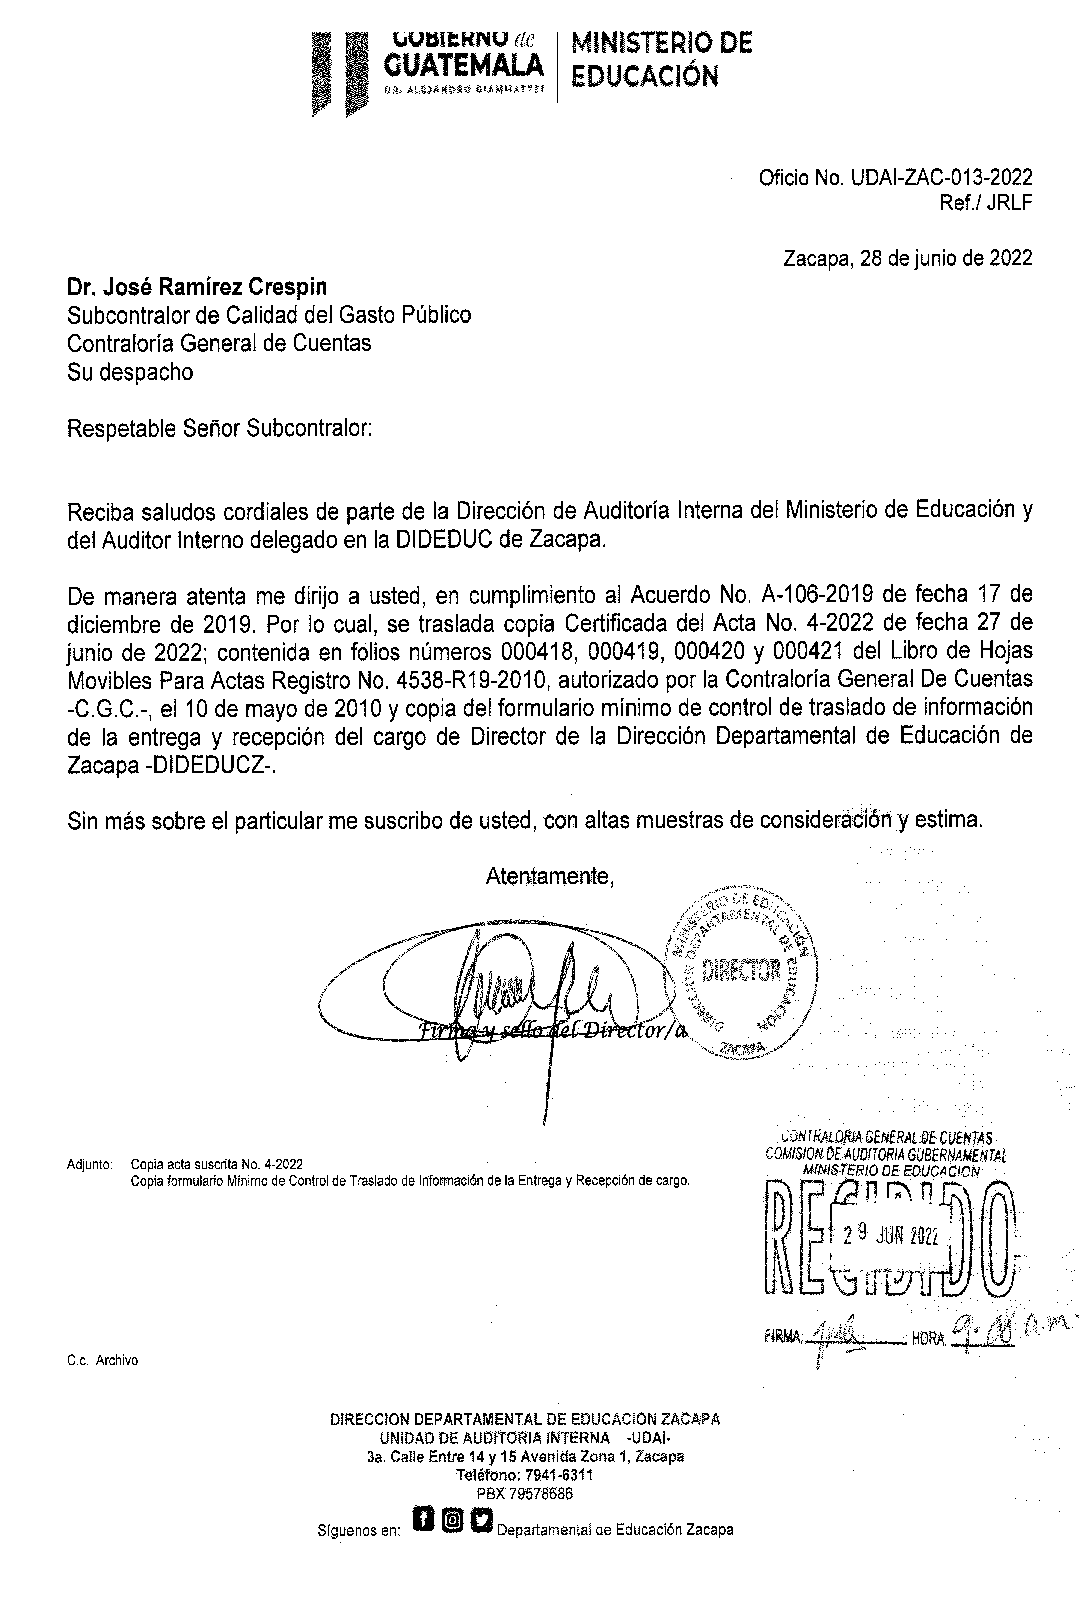 GOBIERNO de
GUATEMALA
DR. ALEJANDRO GIAMMATTEI
MINISTERIO DE
EDUCACIÓN
Oficio No. UDAI-ZAC-013-2022
Ref./ JRLF
Zacapa, 28 de junio de 2022
Dr. José Ramírez Crespin
Subcontralor de Calidad del Gasto Público
Contraloría General de Cuentas
Su despacho
Respetable Señor Subcontralor:
Reciba saludos cordiales de parte de la Dirección de Auditoría Interna del Ministerio de Educación y
del Auditor Interno delegado en la DIDEDUC de Zacapa.
De manera atenta me dirijo a usted, en cumplimiento al Acuerdo No. A-106-2019 de fecha 17 de
diciembre de 2019. Por lo cual, se traslada copia Certificada del Acta No. 4-2022 de fecha 27 de
junio de 2022; contenida en folios números 000418, 000419, 000420 y 000421 del Libro de Hojas
Movibles Para Actas Registro No. 4538-R19-2010, autorizado por la Contraloría General De Cuentas
-C.G.C.-, el 10 de mayo de 2010 y copia del formulario mínimo de control de traslado de información
de la entrega y recepción del cargo de Director de la Dirección Departamental de Educación de
Zacapa -DIDEDUCZ-.
Sin más sobre el particular me suscribo de usted, con altas muestras de consideración y estima.
Atentamente,
MINISTERIO DE EDUCACIÓN
DIRECCIÓN DEPARTAMENTAL DE EDUCACIÓN
DIRECTOR
ZACAPA
Firma y sello del Director/a
CONTRALORIA GENERAL DE CUENTAS
COMISION DE AUDITORIA GUBERNAMENTAL
MINISTERIO DE EDUCACION
RECIBIDO
29 JUN 2022
FIRMA: HORA: a.m.
Adjunto: Copia acta suscrita No. 4-2022
Copia formulario Mínimo de Control de Traslado de Información de la Entrega y Recepción de cargo.
C.c. Archivo
DIRECCION DEPARTAMENTAL DE EDUCACION ZACAPA
UNIDAD DE AUDITORIA INTERNA -UDAI-
3a. Calle Entre 14 y 15 Avenida Zona 1, Zacapa
Teléfono: 7941-6311
PBX 79578686
Síguenos en: Departamental de Educación Zacapa